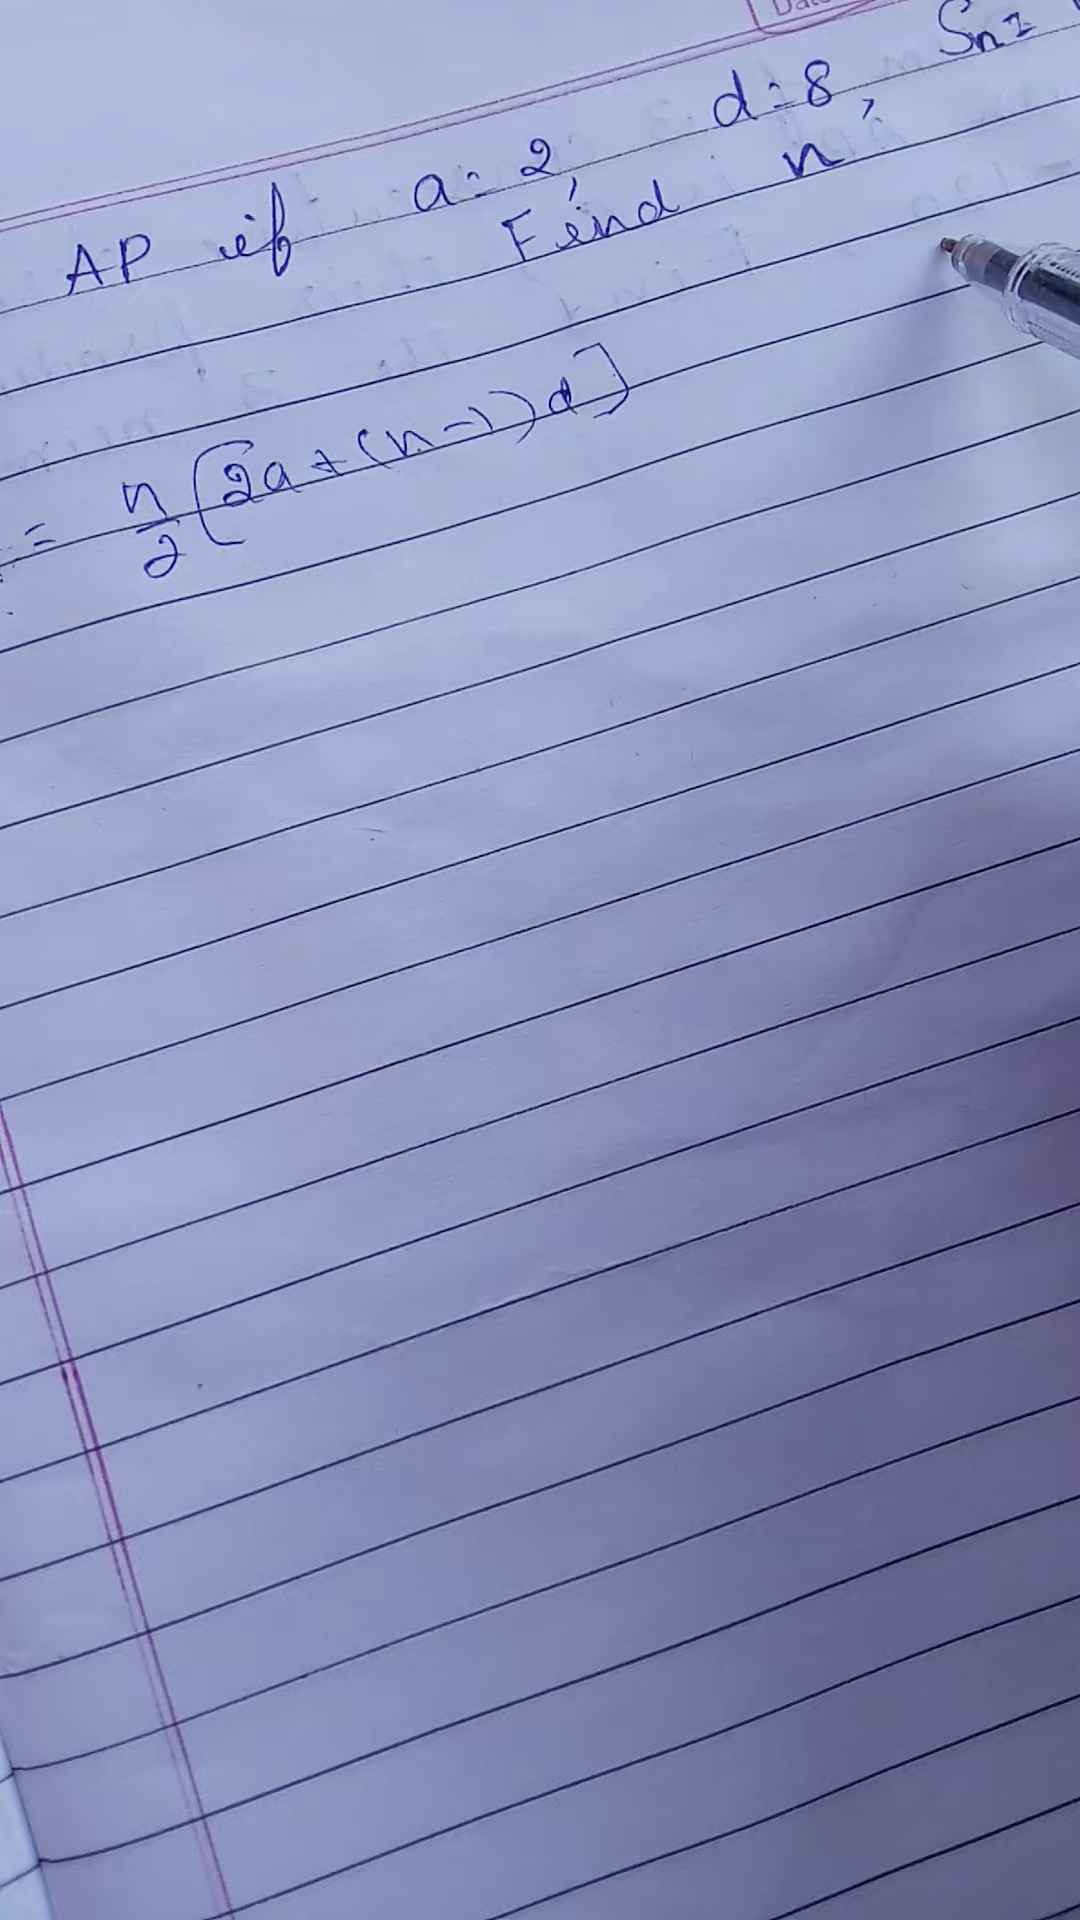 AP if a = 2, d = 8, Sn =
Find n
= n/2 [2a + (n-1)d]